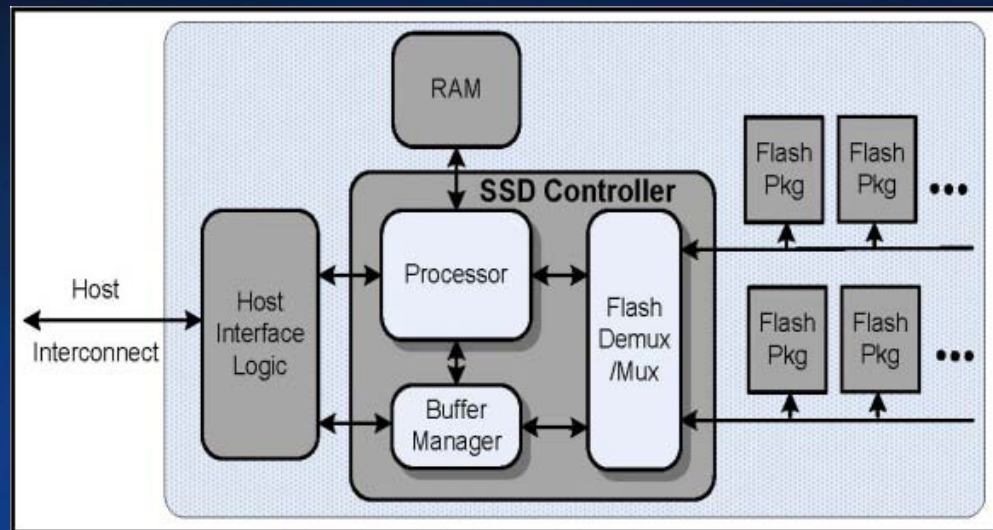 RAM
SSD Controller
Flash
Pkg
Flash
Pkg
...
Host
Interconnect
Host
Interface
Logic
Processor
Buffer
Manager
Flash
Demux
/Mux
Flash
Pkg
Flash
Pkg
...